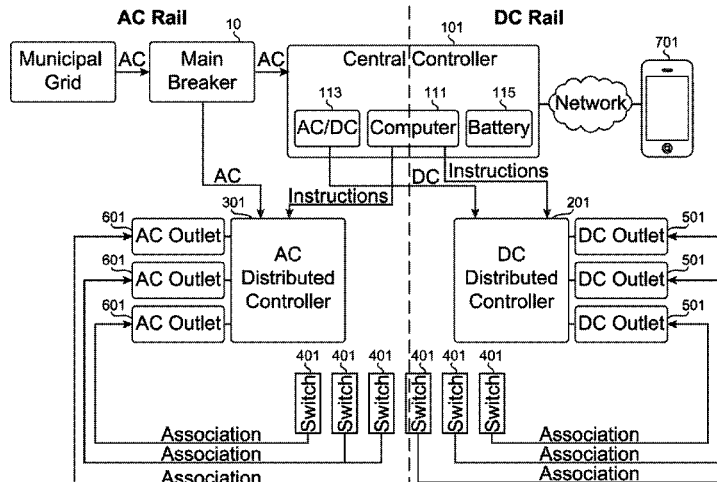 AC Rail
DC Rail
10
101
701
Municipal
Grid
AC
Main
Breaker
AC
Central Controller
113
111
115
AC/DC
Computer
Battery
Network
AC
Instructions
DC
Instructions
601
301
201
501
AC Outlet
DC Outlet
601
AC
Distributed
Controller
DC
Distributed
Controller
501
AC Outlet
DC Outlet
601
501
AC Outlet
DC Outlet
401
401
401
401
401
401
Switch
Switch
Switch
Switch
Switch
Switch
Association
Association
Association
Association
Association
Association